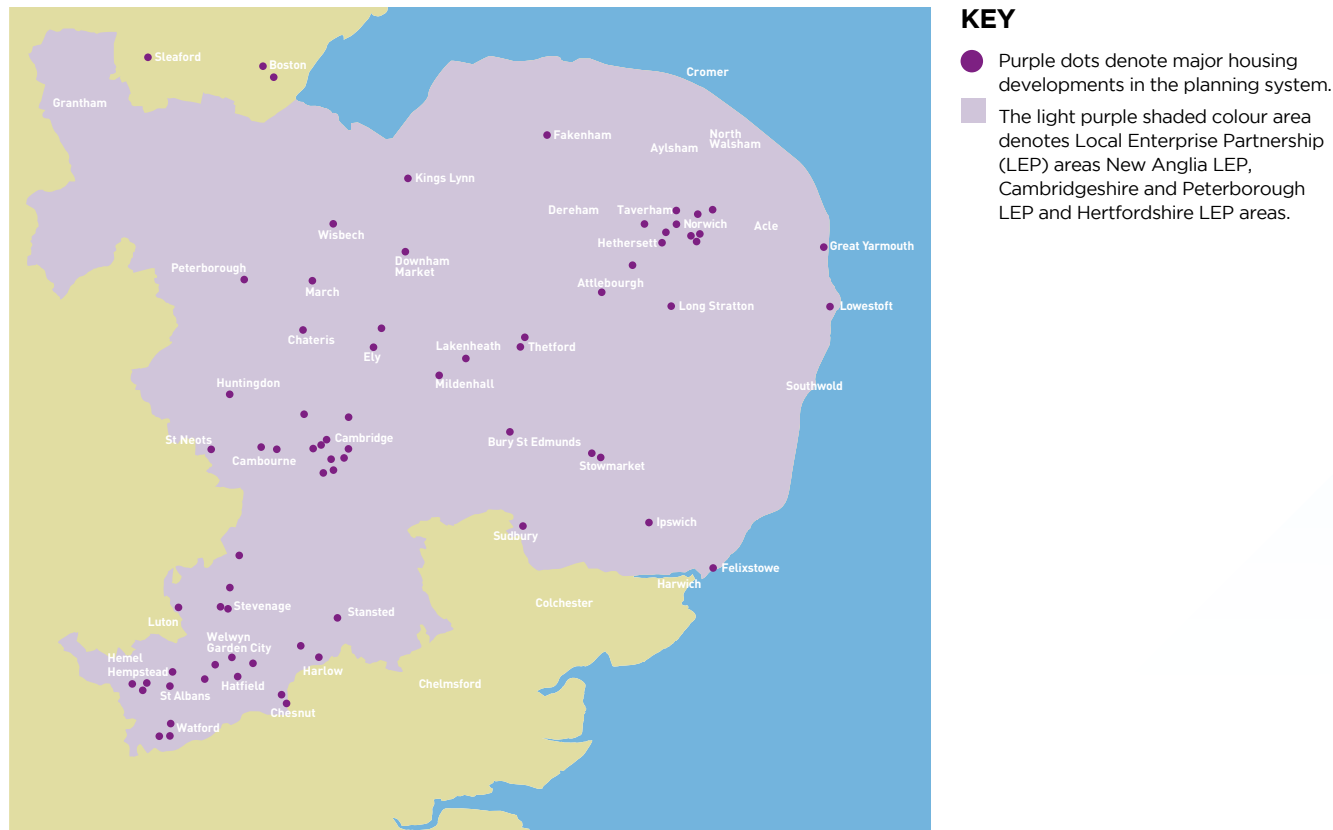 KEY
Purple dots denote major housing
developments in the planning system.
The light purple shaded colour area
denotes Local Enterprise Partnership
(LEP) areas New Anglia LEP,
Cambridgeshire and Peterborough
LEP and Hertfordshire LEP areas.
Sleaford
Boston
Cromer
Grantham
Fakenham
North
Walsham
Aylsham
Kings Lynn
Dereham
Taverham
Norwich
Acle
Wisbech
Hethersett
Great Yarmouth
Downham
Market
Peterborough
March
Attlebourgh
Long Stratton
Lowestoft
Chateris
Ely
Lakenheath
Thetford
Mildenhall
Huntingdon
Southwold
St Neots
Cambridge
Cambourne
Bury St Edmunds
Stowmarket
Sudbury
Ipswich
Felixstowe
Harwich
Colchester
Stevenage
Stansted
Luton
Welwyn
Garden City
Hemel
Hempstead
Harlow
Hatfield
St Albans
Chelmsford
Chesnut
Watford